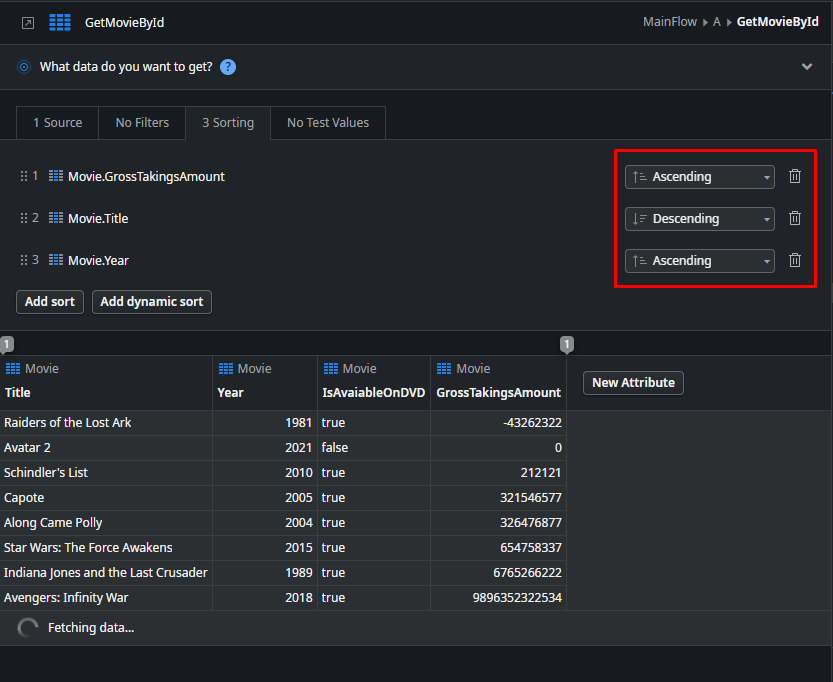 GetMovieById
MainFlow A GetMovieById
What data do you want to get? ?
1 Source No Filters 3 Sorting No Test Values
1 Movie.GrossTakingsAmount Ascending
2 Movie.Title Descending
3 Movie.Year Ascending
Add sort Add dynamic sort
1 1
Movie Movie Movie Movie
Title Year IsAvaiableOnDVD GrossTakingsAmount New Attribute
Raiders of the Lost Ark 1981 true -43262322
Avatar 2 2021 false 0
Schindler's List 2010 true 212121
Capote 2005 true 321546577
Along Came Polly 2004 true 326476877
Star Wars: The Force Awakens 2015 true 654758337
Indiana Jones and the Last Crusader 1989 true 6765266222
Avengers: Infinity War 2018 true 9896352322534
Fetching data...